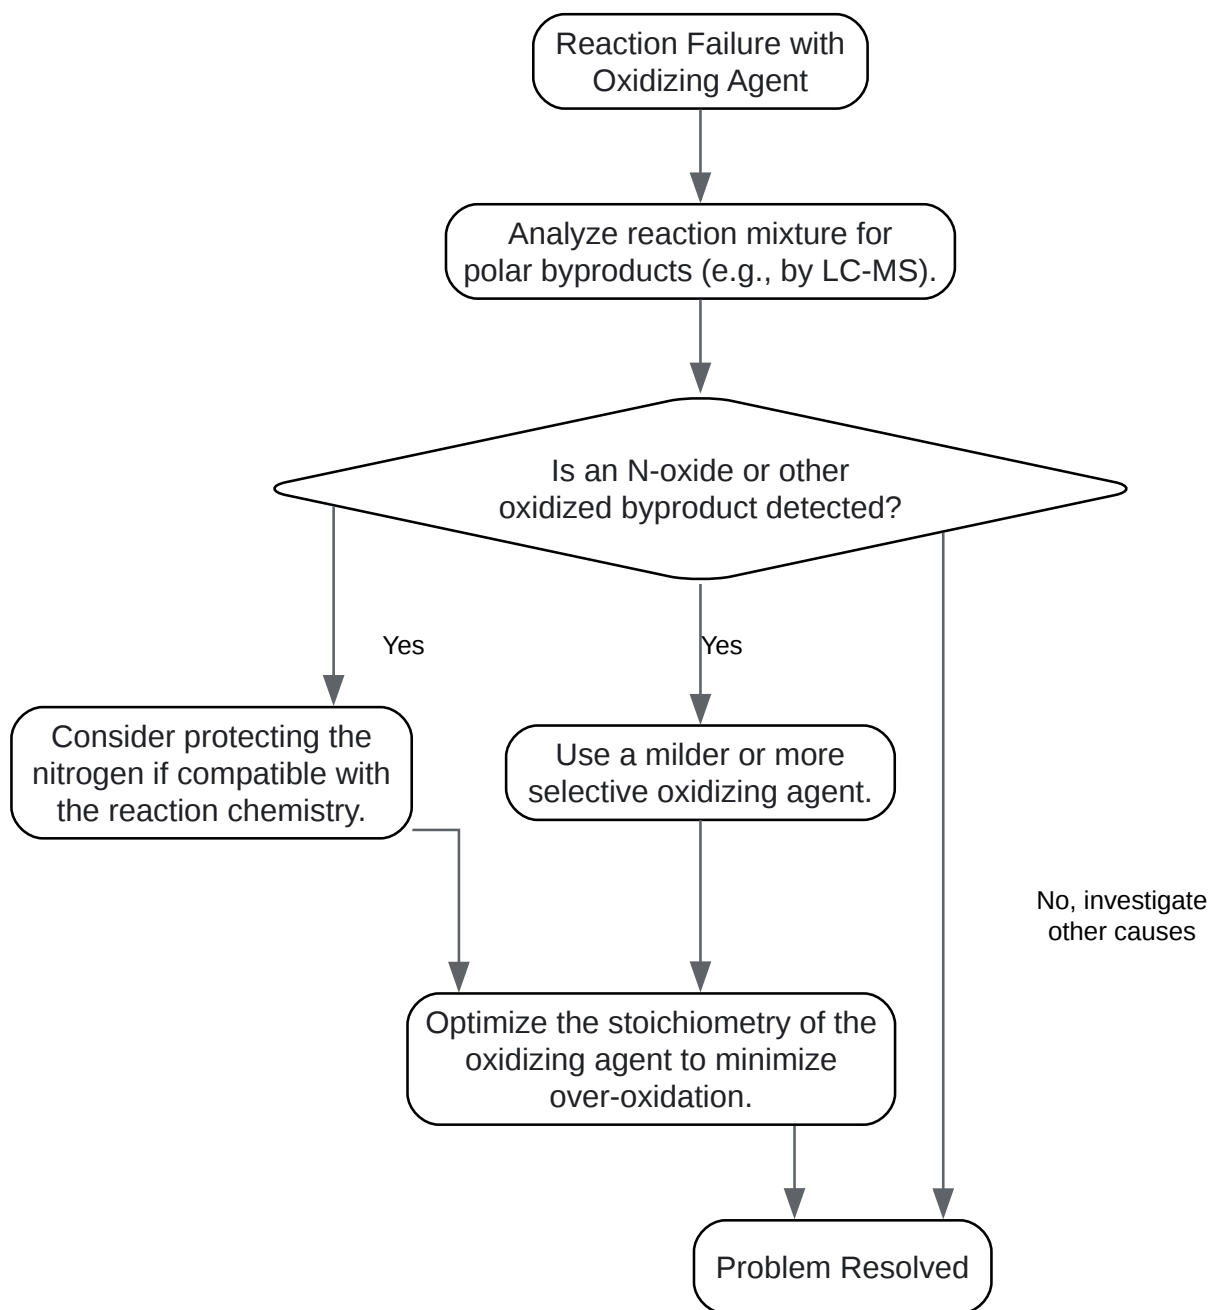 Reaction Failure with
Oxidizing Agent
Analyze reaction mixture for
polar byproducts (e.g., by LC-MS).
Is an N-oxide or other
oxidized byproduct detected?
Yes
Yes
Consider protecting the
nitrogen if compatible with
the reaction chemistry.
Use a milder or more
selective oxidizing agent.
No, investigate
other causes
Optimize the stoichiometry of the
oxidizing agent to minimize
over-oxidation.
Problem Resolved